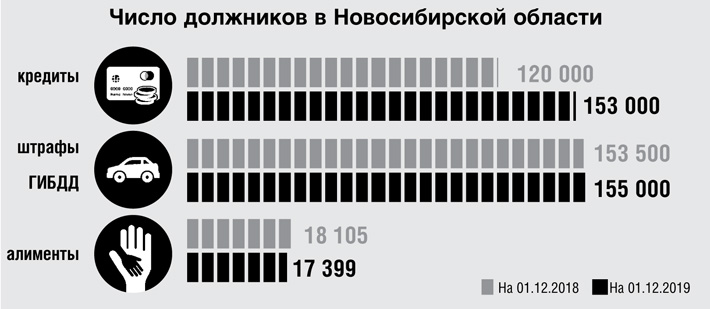 Число должников в Новосибирской области
кредиты
120 000
153 000
штрафы
ГИБДД
153 500
155 000
алименты
18 105
17 399
На 01.12.2018
На 01.12.2019